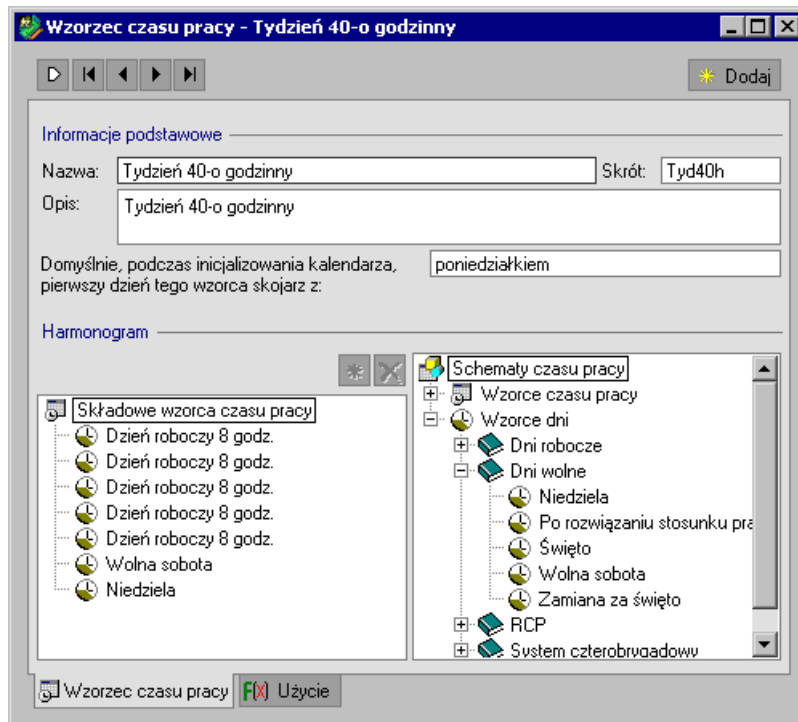 Wzorzec czasu pracy - Tydzień 40-o godzinny
Dodaj
Informacje podstawowe
Nazwa: Tydzień 40-o godzinny Skrót: Tyd40h
Opis: Tydzień 40-o godzinny
Domyślnie, podczas inicjalizowania kalendarza, poniedziałkiem
pierwszy dzień tego wzorca skojarz z:
Harmonogram
Składowe wzorca czasu pracy
Dzień roboczy 8 godz.
Dzień roboczy 8 godz.
Dzień roboczy 8 godz.
Dzień roboczy 8 godz.
Dzień roboczy 8 godz.
Wolna sobota
Niedziela
Schematy czasu pracy
Wzorce czasu pracy
Wzorce dni
Dni robocze
Dni wolne
Niedziela
Po rozwiązaniu stosunku pra
Święto
Wolna sobota
Zamiana za święto
RCP
System czterobrygadowy
Wzorzec czasu pracy F(X) Użycie